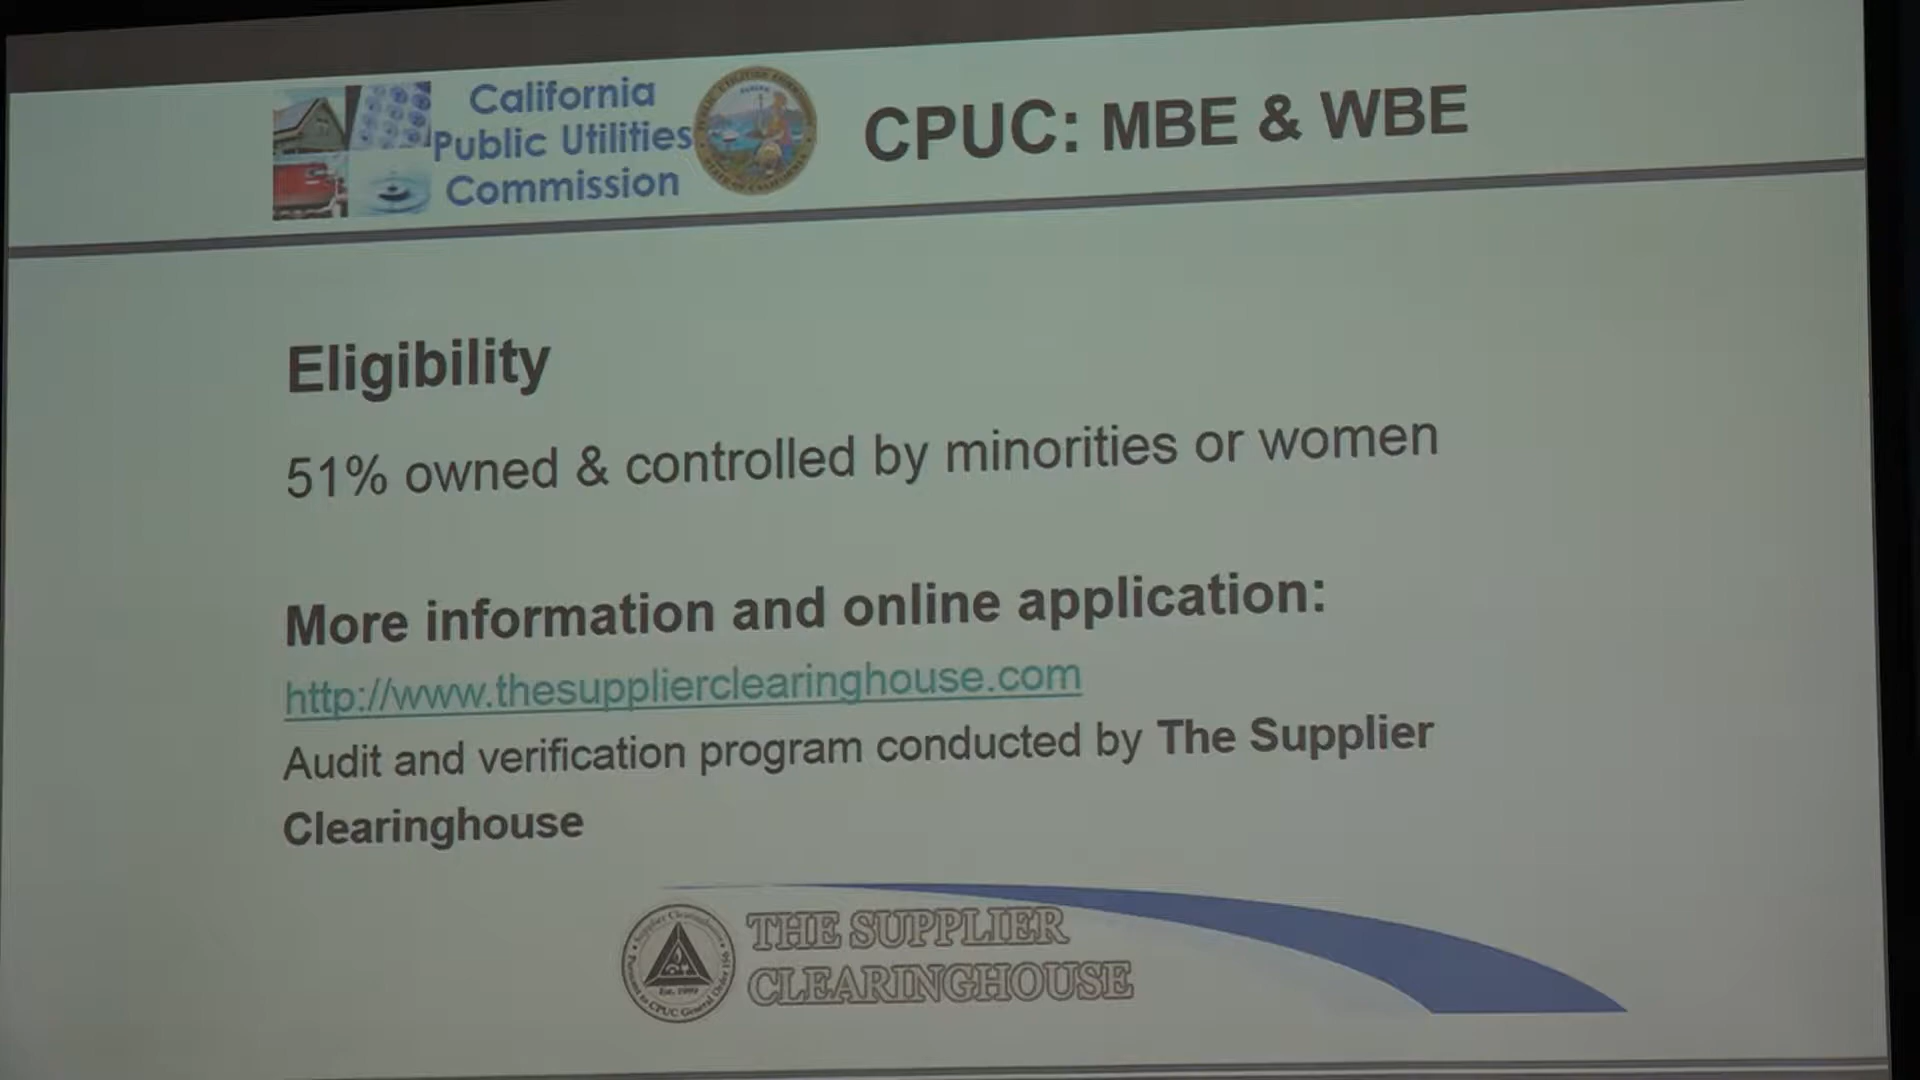 California
Public Utilities
Commission
CPUC: MBE & WBE
Eligibility
51% owned & controlled by minorities or women
More information and online application:
http://www.thesupplierclearinghouse.com
Audit and verification program conducted by The Supplier
Clearinghouse
THE SUPPLIER
CLEARINGHOUSE